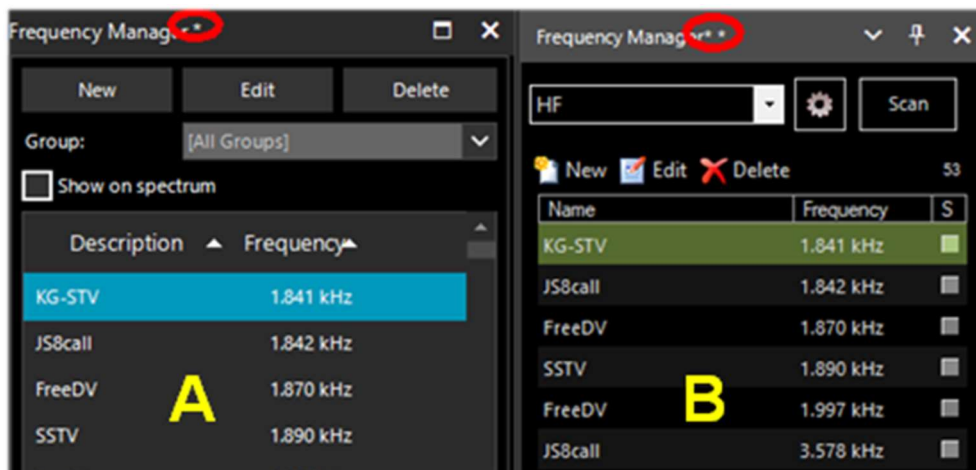 Frequency Manager *
New Edit Delete
Group: [All Groups]
Show on spectrum
Description Frequency
KG-STV 1.841 kHz
JS8call 1.842 kHz
FreeDV 1.870 kHz
SSTV 1.890 kHz
A
Frequency Manager* *
HF Scan
New Edit Delete 53
Name Frequency S
KG-STV 1.841 kHz
JS8call 1.842 kHz
FreeDV 1.870 kHz
SSTV 1.890 kHz
FreeDV 1.997 kHz
JS8call 3.578 kHz
B